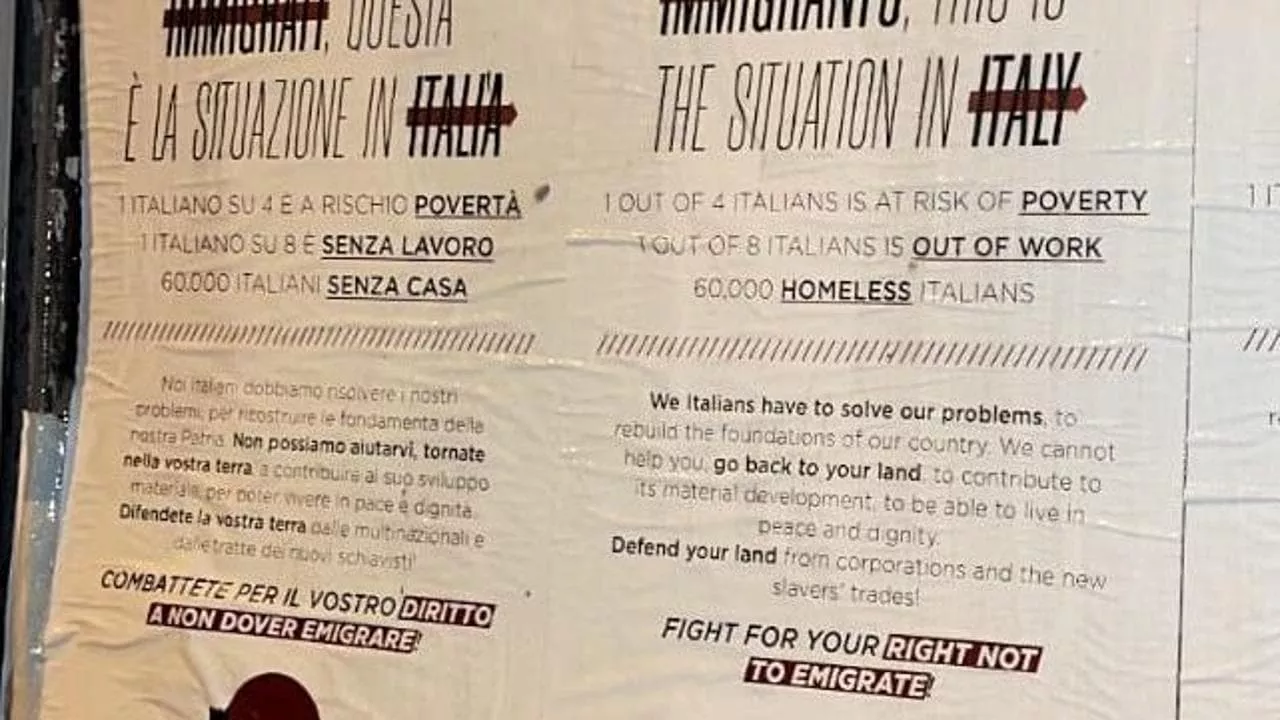 IMMIGRATI, QUESTA
È LA SITUAZIONE IN ITALIA
1 ITALIANO SU 4 È A RISCHIO POVERTÀ
1 ITALIANO SU 8 È SENZA LAVORO
60.000 ITALIANI SENZA CASA
Noi italiani dobbiamo risolvere i nostri
problemi, per ricostruire le fondamenta della
nostra Patria. Non possiamo aiutarvi, tornate
nella vostra terra, a contribuire al suo sviluppo
materiale, per poter vivere in pace e dignità.
Difendete la vostra terra dalle multinazionali e
dalle tratte dei nuovi schiavisti!
COMBATTETE PER IL VOSTRO DIRITTO
A NON DOVER EMIGRARE!
IMMIGRANTS, THIS IS
THE SITUATION IN ITALY
1 OUT OF 4 ITALIANS IS AT RISK OF POVERTY
1 OUT OF 8 ITALIANS IS OUT OF WORK
60,000 HOMELESS ITALIANS
We Italians have to solve our problems, to
rebuild the foundations of our country. We cannot
help you, go back to your land, to contribute to
its material development, to be able to live in
peace and dignity.
Defend your land from corporations and the new
slavers' trades!
FIGHT FOR YOUR RIGHT NOT
TO EMIGRATE!
1 I